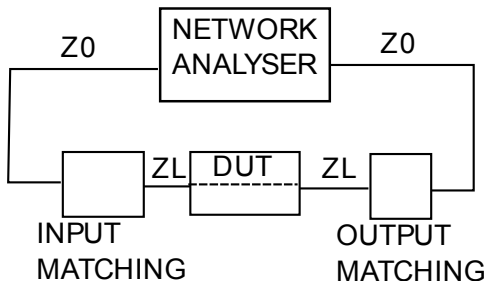 NETWORK
ANALYSER
Z0
Z0
ZL
DUT
ZL
INPUT
MATCHING
OUTPUT
MATCHING